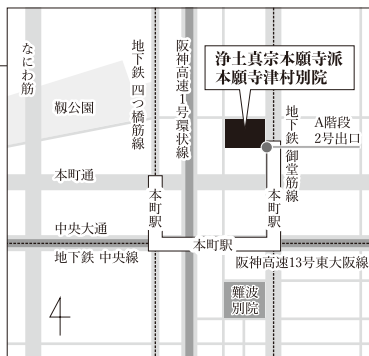 浄土真宗本願寺派
本願寺津村別院
なにわ筋
地下鉄 四つ橋筋線
阪神高速1号環状線
靱公園
地下鉄 御堂筋線
A階段
2号出口
本町通
本町駅
本町駅
中央大通
本町駅
地下鉄 中央線
阪神高速13号東大阪線
難波
別院